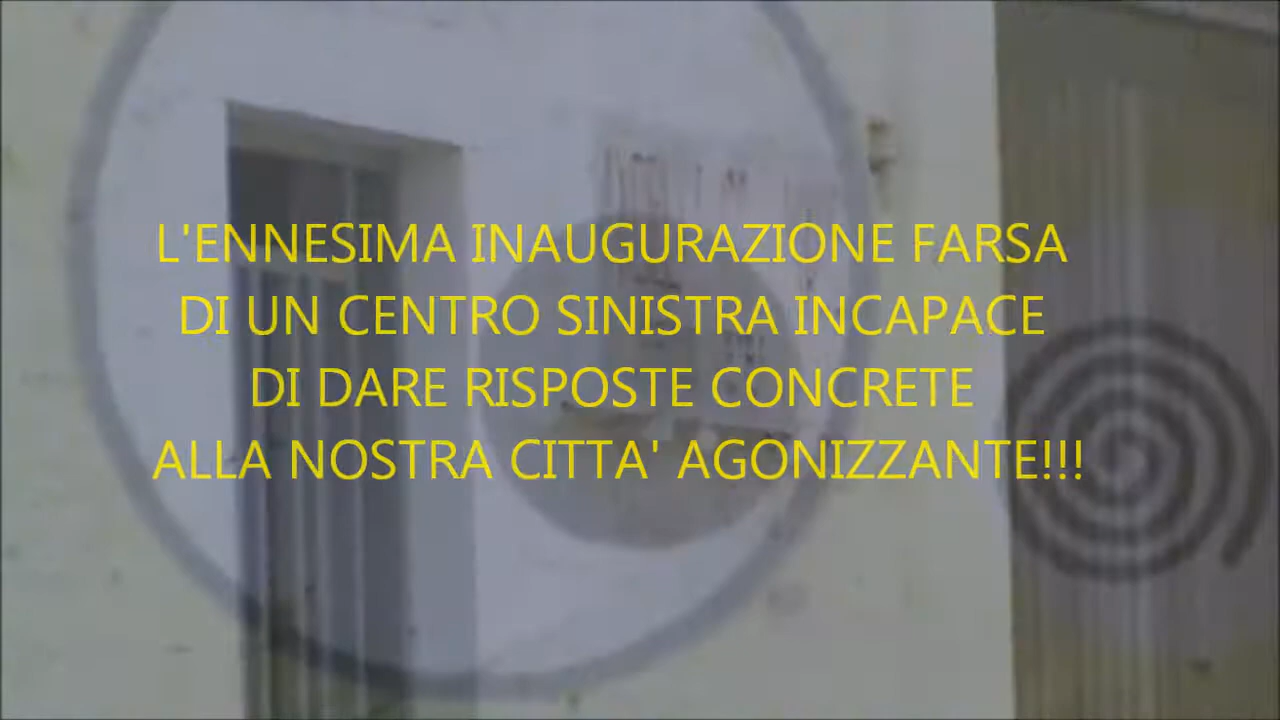 L'ENNESIMA INAUGURAZIONE FARSA
DI UN CENTRO SINISTRA INCAPACE
DI DARE RISPOSTE CONCRETE
ALLA NOSTRA CITTA' AGONIZZANTE!!!